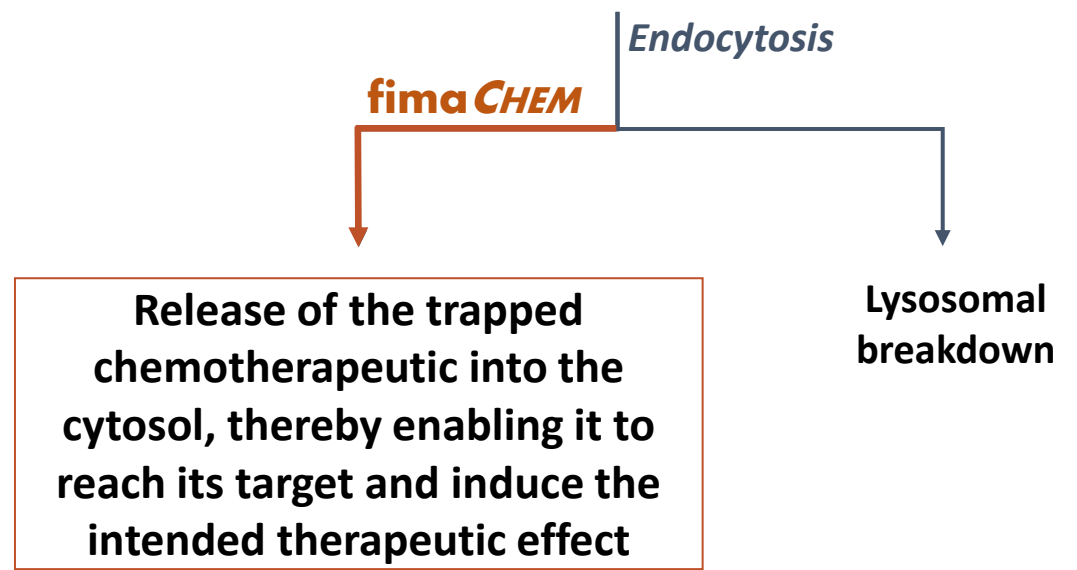 Endocytosis
fimaCHEM
Release of the trapped
chemotherapeutic into the
cytosol, thereby enabling it to
reach its target and induce the
intended therapeutic effect
Lysosomal
breakdown